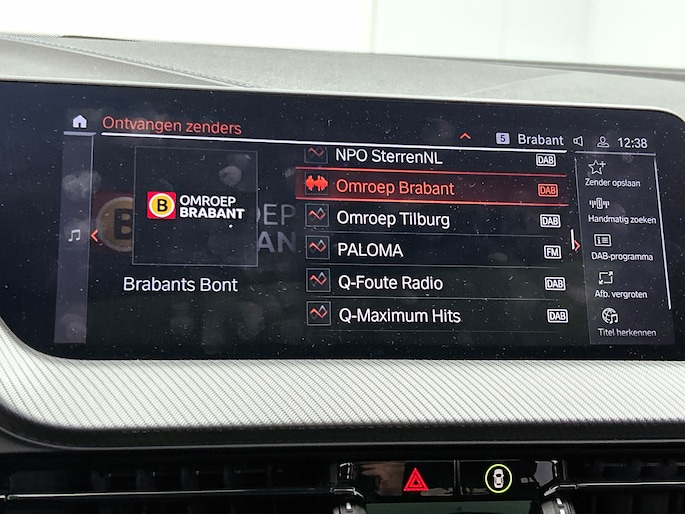 Ontvangen zenders
5 Brabant 12:38
NPO SterrenNL DAB
Omroep Brabant DAB
Omroep Tilburg DAB
PALOMA FM
Q-Foute Radio DAB
Q-Maximum Hits DAB
B OMROEP
BRABANT
Brabants Bont
Zender opslaan
Handmatig zoeken
DAB-programma
Afb. vergroten
Titel herkennen